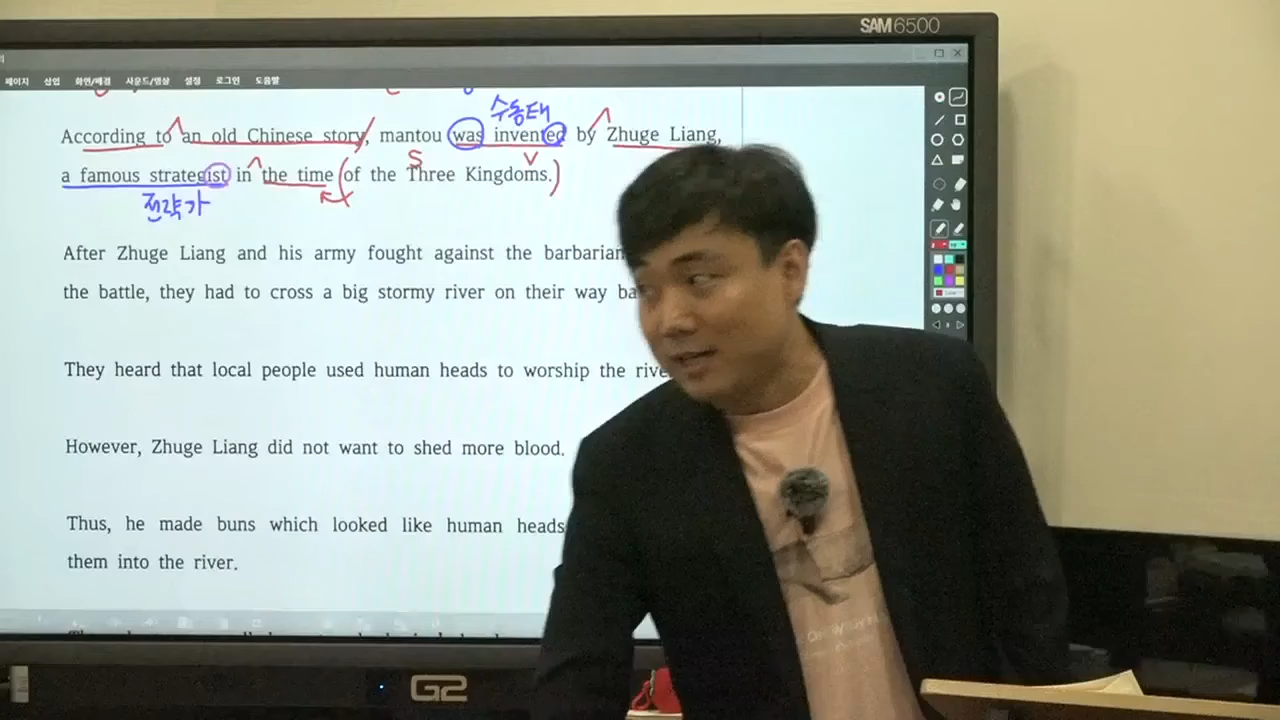 SAM6500
페이지 삽입 화면/배경 사운드/영상 설정 로그인 도움말
수동태
According to an old Chinese story, mantou was invented by Zhuge Liang,
S V
a famous strategist in the time of the Three Kingdoms.
전략가
After Zhuge Liang and his army fought against the barbarian
the battle, they had to cross a big stormy river on their way
They heard that local people used human heads to worship the
However, Zhuge Liang did not want to shed more blood.
Thus, he made buns which looked like human heads
them into the river.
G2